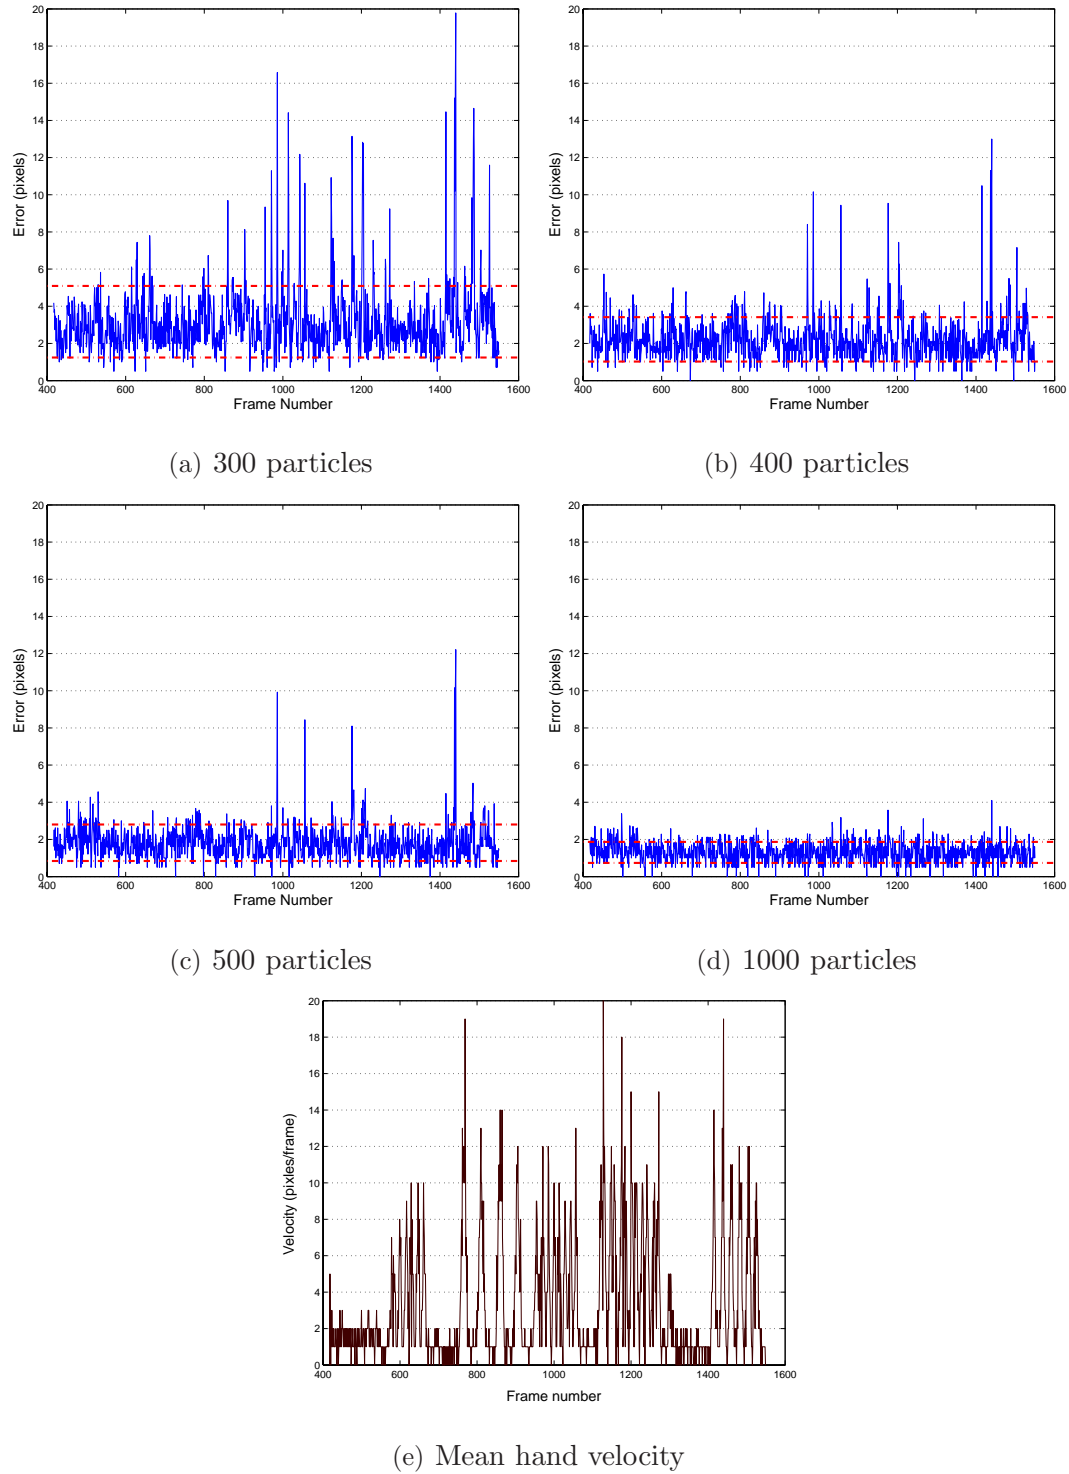 20
18
16
14
12
10
8
6
4
2
0
400 600 800 1000 1200 1400 1600
Error (pixels)
Frame Number
(a) 300 particles
20
18
16
14
12
10
8
6
4
2
0
400 600 800 1000 1200 1400 1600
Error (pixels)
Frame Number
(b) 400 particles
20
18
16
14
12
10
8
6
4
2
0
400 600 800 1000 1200 1400 1600
Error (pixels)
Frame Number
(c) 500 particles
20
18
16
14
12
10
8
6
4
2
0
400 600 800 1000 1200 1400 1600
Error (pixels)
Frame Number
(d) 1000 particles
20
18
16
14
12
10
8
6
4
2
0
400 600 800 1000 1200 1400 1600
Velocity (pixles/frame)
Frame number
(e) Mean hand velocity